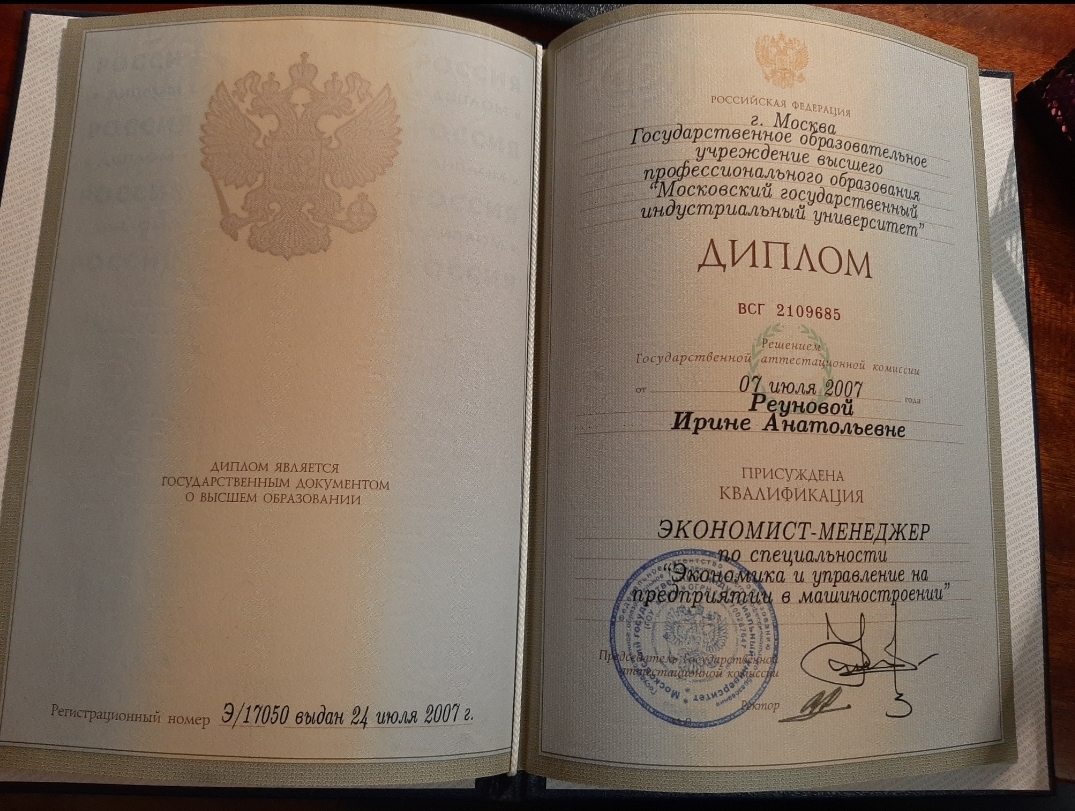 ДИПЛОМ ЯВЛЯЕТСЯ
ГОСУДАРСТВЕННЫМ ДОКУМЕНТОМ
О ВЫСШЕМ ОБРАЗОВАНИИ
Регистрационный номер Э/17050 выдан 24 июля 2007 г.
РОССИЙСКАЯ ФЕДЕРАЦИЯ
г. Москва
Государственное образовательное
учреждение высшего
профессионального образования
"Московский государственный
индустриальный университет"
ДИПЛОМ
ВСГ 2109685
Решением
Государственной аттестационной комиссии
от 07 июля 2007 года
Реуновой
Ирине Анатольевне
ПРИСУЖДЕНА
КВАЛИФИКАЦИЯ
ЭКОНОМИСТ-МЕНЕДЖЕР
по специальности
"Экономика и управление на
предприятии в машиностроении"
Председатель Государственной
аттестационной комиссии
Ректор